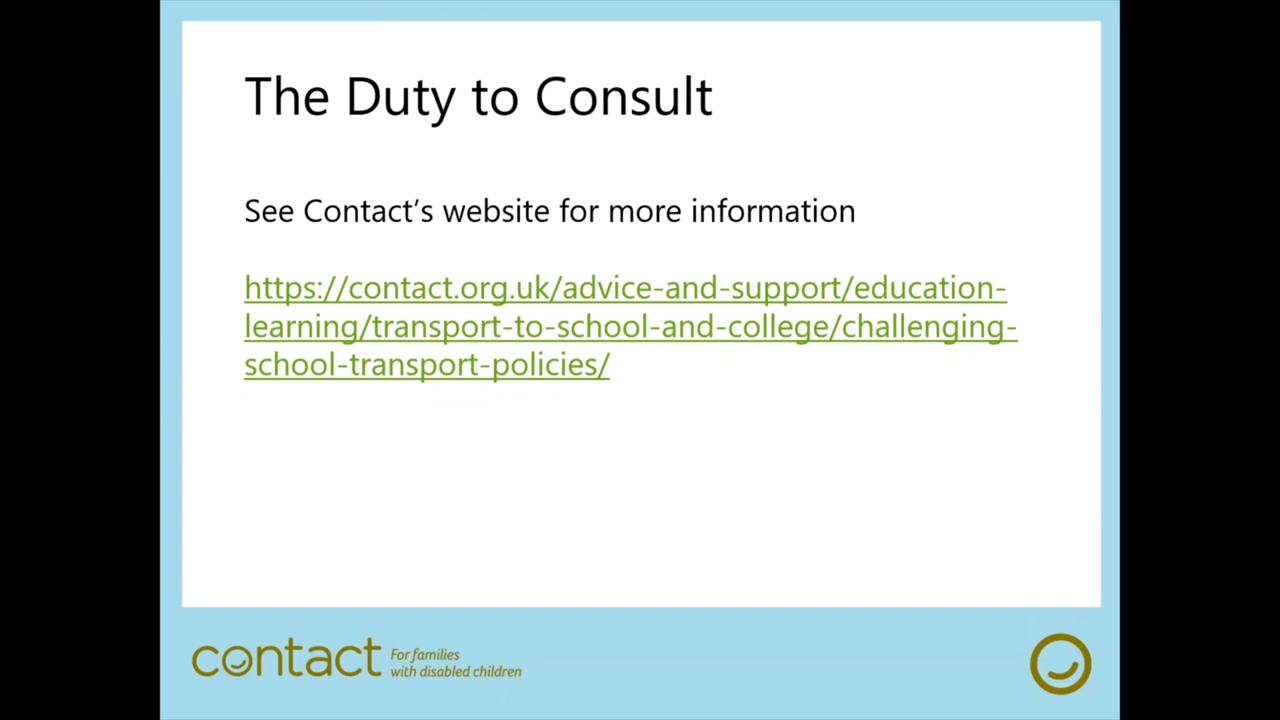 The Duty to Consult
See Contact’s website for more information
https://contact.org.uk/advice-and-support/education-
learning/transport-to-school-and-college/challenging-
school-transport-policies/
contact
For families
with disabled children